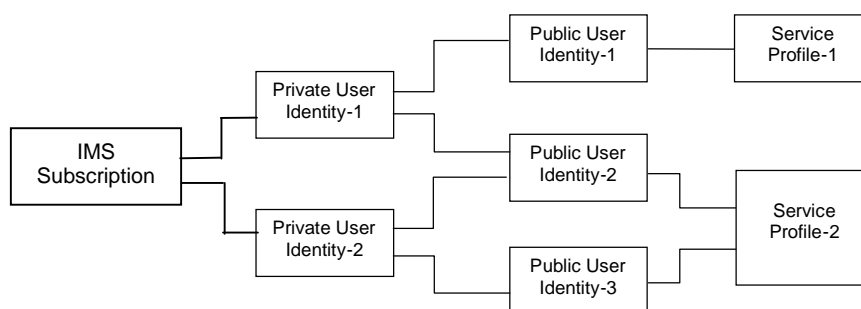 IMS
Subscription
Private User
Identity-1
Private User
Identity-2
Public User
Identity-1
Public User
Identity-2
Public User
Identity-3
Service
Profile-1
Service
Profile-2